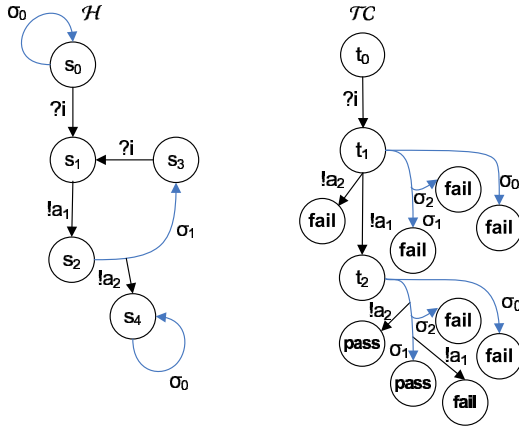 H
σ₀
s₀
?i
s₁
?i
s₃
!a₁
σ₁
s₂
!a₂
s₄
σ₀
TC
t₀
?i
t₁
!a₂
σ₂
fail
σ₀
fail
!a₁
σ₁
fail
fail
t₂
!a₂
σ₂
fail
σ₀
pass
σ₁
!a₁
fail
pass
fail